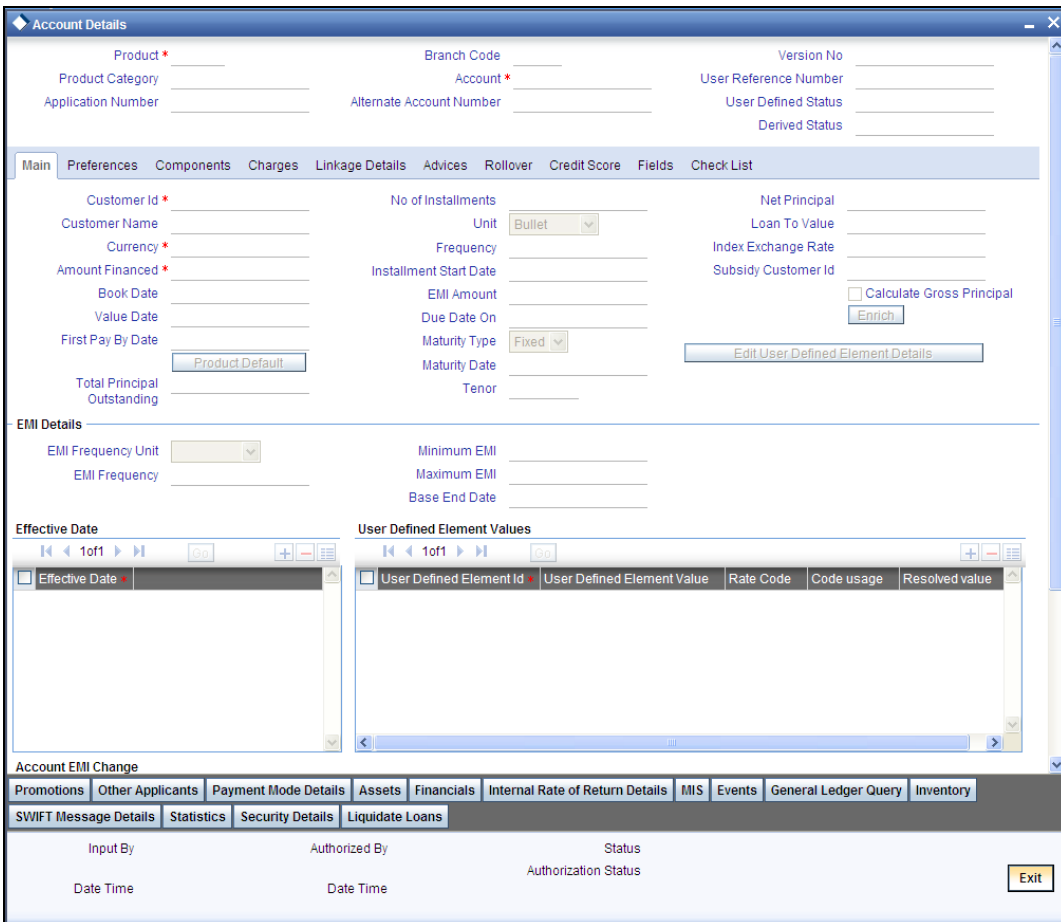 Account Details
Product * Branch Code Version No
Product Category Account * User Reference Number
Application Number Alternate Account Number User Defined Status
Derived Status
Main Preferences Components Charges Linkage Details Advices Rollover Credit Score Fields Check List
Customer Id * No of Installments Net Principal
Customer Name Unit Bullet Loan To Value
Currency * Frequency Index Exchange Rate
Amount Financed * Installment Start Date Subsidy Customer Id
Book Date EMI Amount Calculate Gross Principal
Value Date Due Date On Enrich
First Pay By Date Maturity Type Fixed
Product Default Maturity Date Edit User Defined Element Details
Total Principal Outstanding Tenor
EMI Details
EMI Frequency Unit Minimum EMI
EMI Frequency Maximum EMI
Base End Date
Effective Date User Defined Element Values
1of1 Go 1of1 Go
Effective Date * User Defined Element Id * User Defined Element Value Rate Code Code usage Resolved value
Account EMI Change
Promotions Other Applicants Payment Mode Details Assets Financials Internal Rate of Return Details MIS Events General Ledger Query Inventory
SWIFT Message Details Statistics Security Details Liquidate Loans
Input By Authorized By Status
Authorization Status
Date Time Date Time
Exit